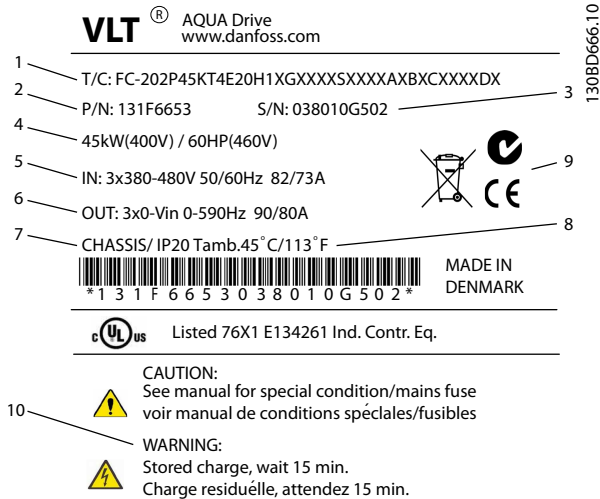 VLT ® AQUA Drive
www.danfoss.com
130BD666.10
1 T/C: FC-202P45KT4E20H1XGXXXXSXXXXAXBXCXXXXDX
2 P/N: 131F6653 S/N: 038010G502 3
4 45kW(400V) / 60HP(460V)
5 IN: 3x380-480V 50/60Hz 82/73A 9
6 OUT: 3x0-Vin 0-590Hz 90/80A
7 CHASSIS/ IP20 Tamb.45˚C/113˚F 8
*131F6653038010G502*
MADE IN
DENMARK
CE
c UL us Listed 76X1 E134261 Ind. Contr. Eq.
CAUTION:
See manual for special condition/mains fuse
voir manual de conditions spéclales/fusibles
10 WARNING:
Stored charge, wait 15 min.
Charge residuélle, attendez 15 min.